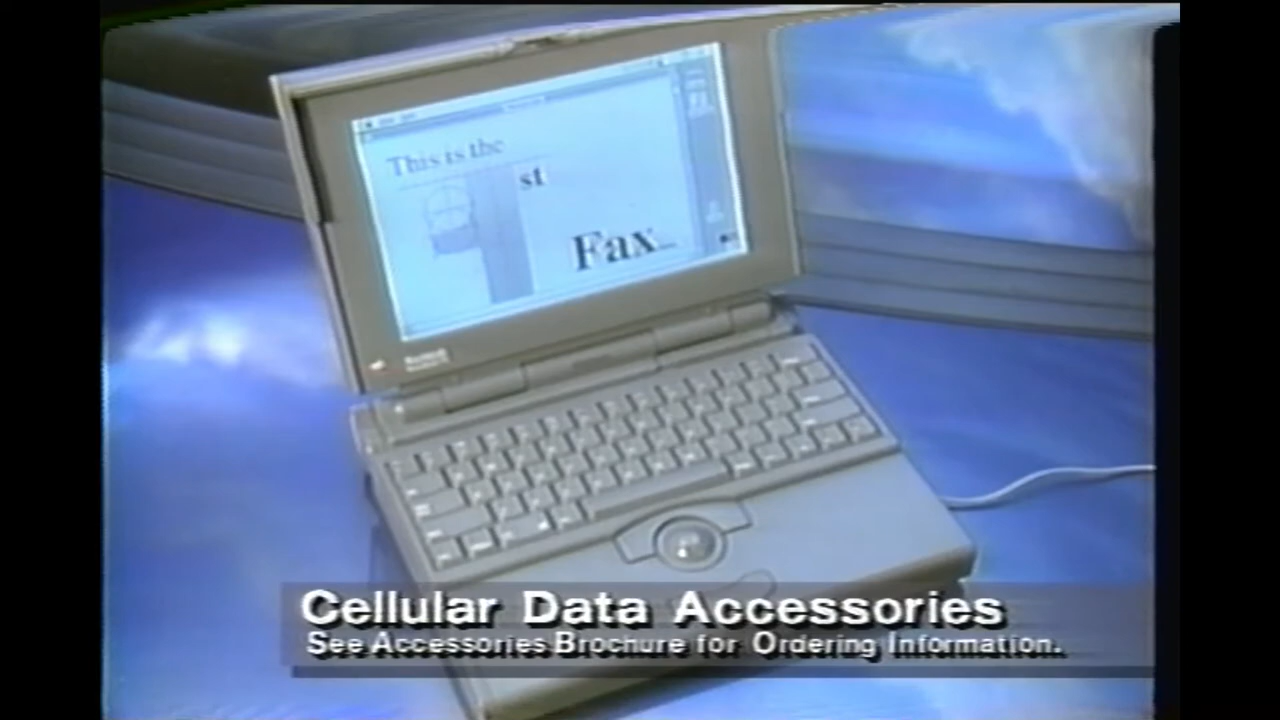 This is the
st
Fax
Cellular Data Accessories
See Accessories Brochure for Ordering Information.